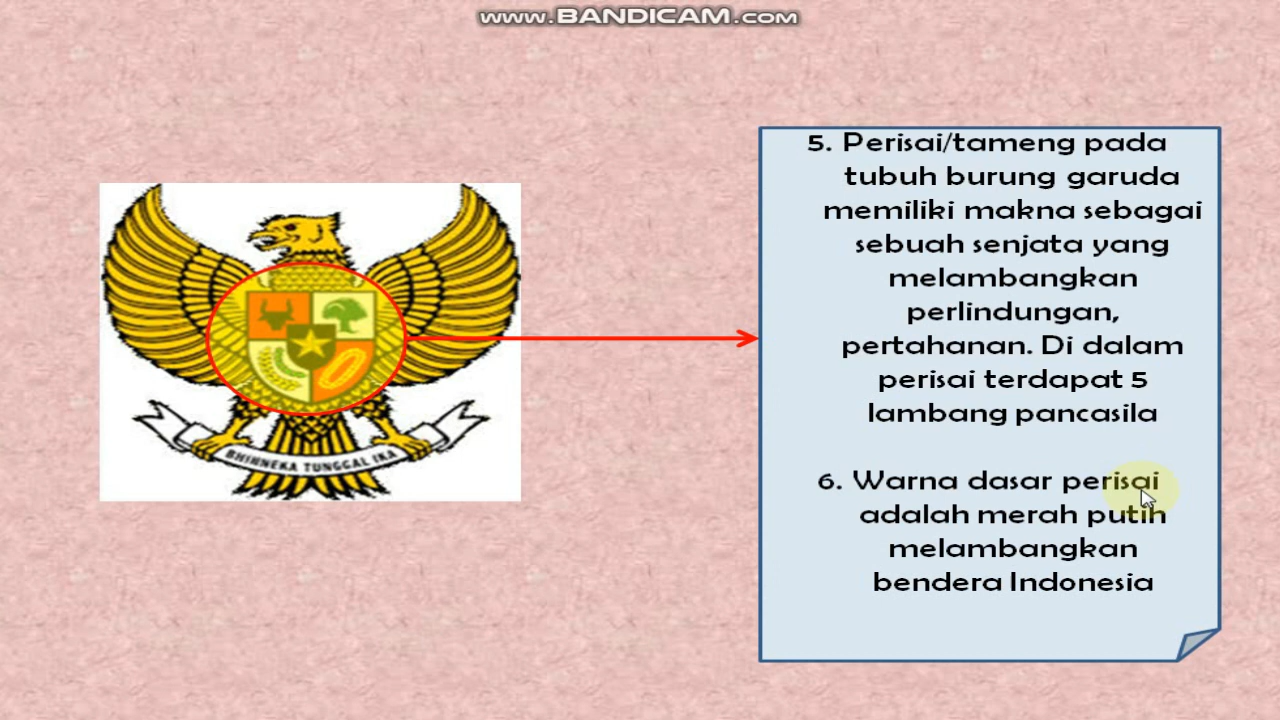 www.BANDICAM.com
5. Perisai/tameng pada
tubuh burung garuda
memiliki makna sebagai
sebuah senjata yang
melambangkan
perlindungan,
pertahanan. Di dalam
perisai terdapat 5
lambang pancasila
6. Warna dasar perisai
adalah merah putih
melambangkan
bendera Indonesia
BHINNEKA TUNGGAL IKA